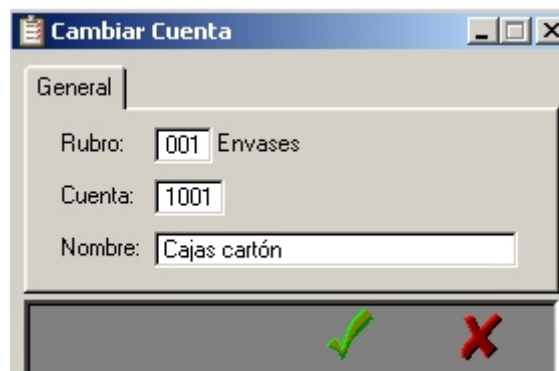 Cambiar Cuenta
General
Rubro: 001 Envases
Cuenta: 1001
Nombre: Cajas cartón